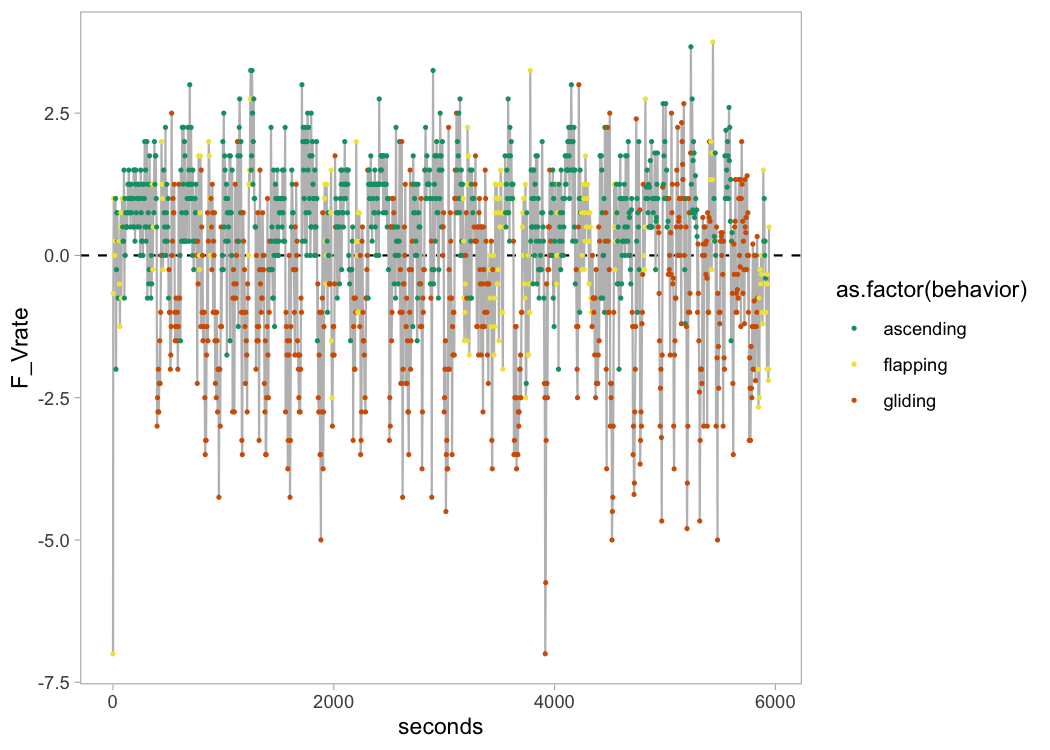 2.5
0.0
-2.5
-5.0
-7.5
F_Vrate
0
2000
4000
6000
seconds
as.factor(behavior)
ascending
flapping
gliding